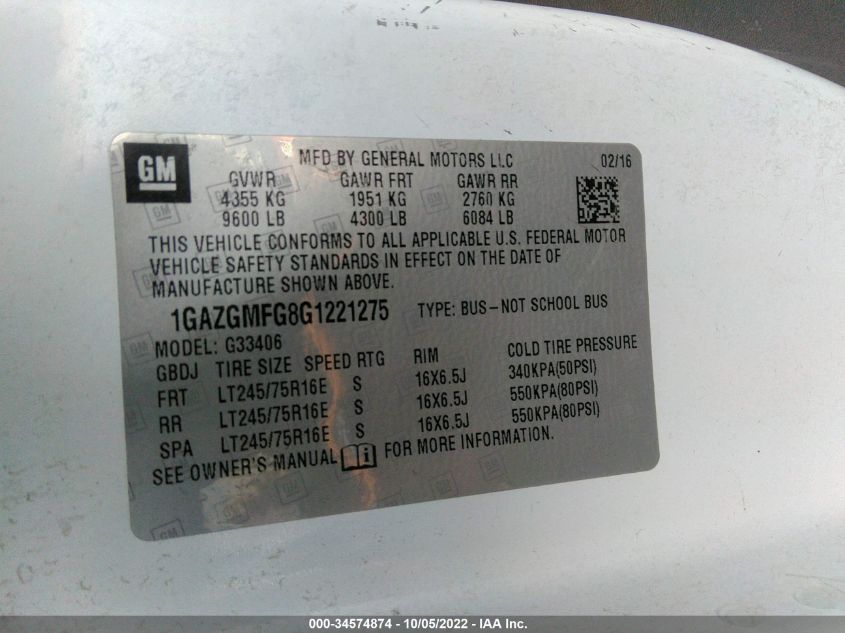 GM
MFD BY GENERAL MOTORS LLC 02/16
GVWR GAWR FRT GAWR RR
4355 KG 1951 KG 2760 KG
9600 LB 4300 LB 6084 LB
THIS VEHICLE CONFORMS TO ALL APPLICABLE U.S. FEDERAL MOTOR
VEHICLE SAFETY STANDARDS IN EFFECT ON THE DATE OF
MANUFACTURE SHOWN ABOVE.
1GAZGMFG8G1221275 TYPE: BUS-NOT SCHOOL BUS
MODEL: G33406
GBDJ TIRE SIZE SPEED RTG RIM COLD TIRE PRESSURE
FRT LT245/75R16E S 16X6.5J 340KPA(50PSI)
RR LT245/75R16E S 16X6.5J 550KPA(80PSI)
SPA LT245/75R16E S 16X6.5J 550KPA(80PSI)
SEE OWNER'S MANUAL i FOR MORE INFORMATION.
000-34574874 - 10/05/2022 - IAA Inc.